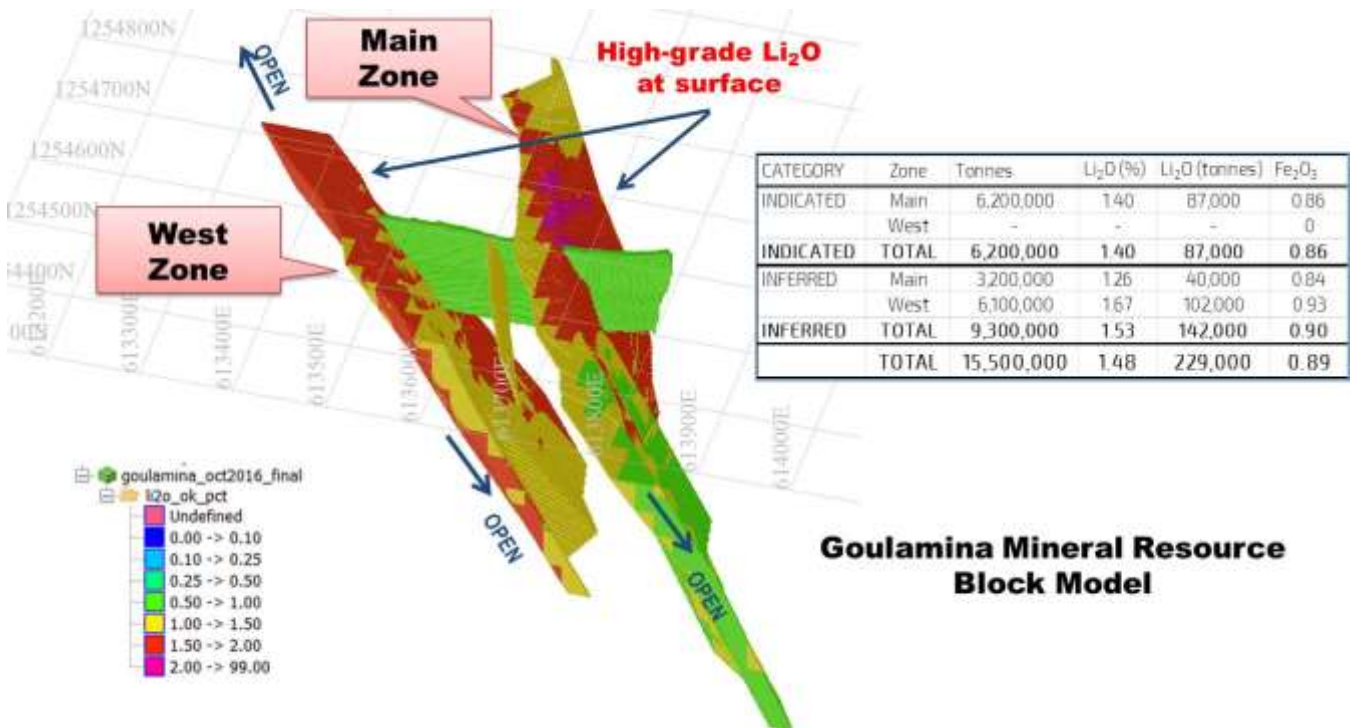 1254800N
1254700N
1254600N
1254500N
54400N
OPEN
Main
Zone
High-grade Li₂O
at surface
West
Zone
613200E
613300E
613400E
613500E
613600E
613700E
613800E
613900E
614000E
OPEN
OPEN
CATEGORY Zone Tonnes Li₂O (%) Li₂O (tonnes) Fe₂O₃
INDICATED Main 6,200,000 1.40 87,000 0.86
West - - - 0
INDICATED TOTAL 6,200,000 1.40 87,000 0.86
INFERRED Main 3,200,000 1.26 40,000 0.84
West 6,100,000 1.67 102,000 0.93
INFERRED TOTAL 9,300,000 1.53 142,000 0.90
TOTAL 15,500,000 1.48 229,000 0.89
goulamina_oct2016_final
li2o_ok_pct
Undefined
0.00 -> 0.10
0.10 -> 0.25
0.25 -> 0.50
0.50 -> 1.00
1.00 -> 1.50
1.50 -> 2.00
2.00 -> 99.00
Goulamina Mineral Resource
Block Model